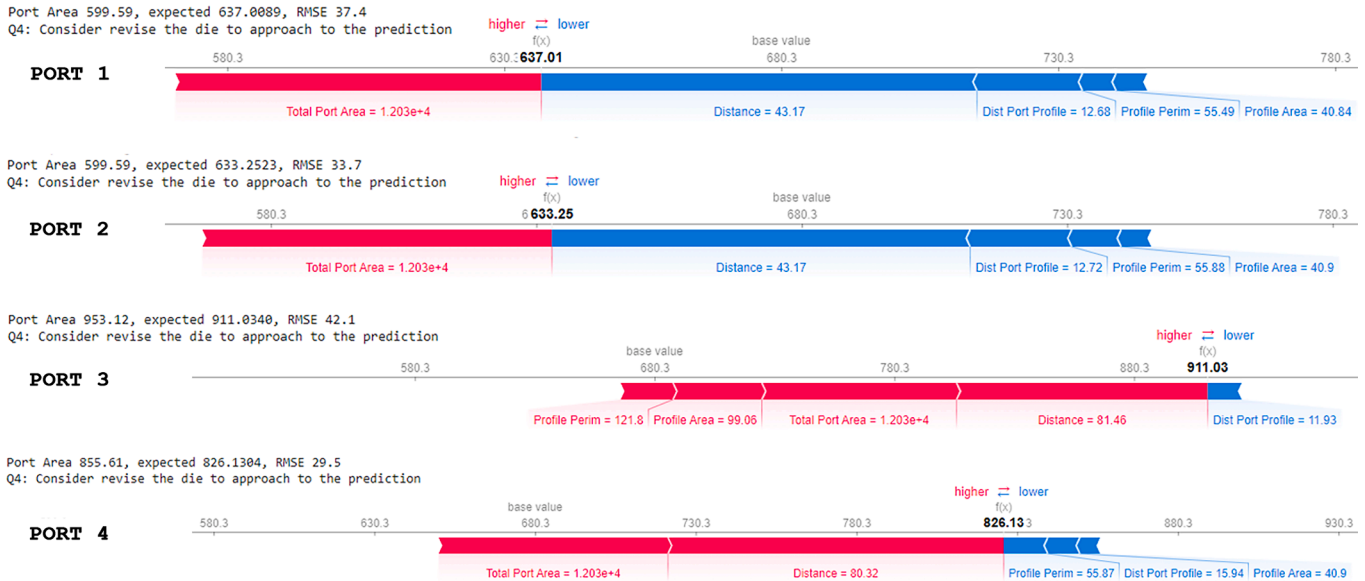 Port Area 599.59, expected 637.0089, RMSE 37.4
Q4: Consider revise the die to approach to the prediction
higher ⇄ lower
f(x) base value
580.3 630.3 637.01 680.3 730.3 780.3
PORT 1
Total Port Area = 1.203e+4 Distance = 43.17 Dist Port Profile = 12.68 Profile Perim = 55.49 Profile Area = 40.84
Port Area 599.59, expected 633.2523, RMSE 33.7
Q4: Consider revise the die to approach to the prediction
higher ⇄ lower
f(x) base value
580.3 6 633.25 680.3 730.3 780.3
PORT 2
Total Port Area = 1.203e+4 Distance = 43.17 Dist Port Profile = 12.72 Profile Perim = 55.88 Profile Area = 40.9
Port Area 953.12, expected 911.0340, RMSE 42.1
Q4: Consider revise the die to approach to the prediction
higher ⇄ lower
base value f(x)
580.3 680.3 780.3 880.3 911.03
PORT 3
Profile Perim = 121.8 Profile Area = 99.06 Total Port Area = 1.203e+4 Distance = 81.46 Dist Port Profile = 11.93
Port Area 855.61, expected 826.1304, RMSE 29.5
Q4: Consider revise the die to approach to the prediction
higher ⇄ lower
base value f(x)
580.3 630.3 680.3 730.3 780.3 826.13 3 880.3 930.3
PORT 4
Total Port Area = 1.203e+4 Distance = 80.32 Profile Perim = 55.87 Dist Port Profile = 15.94 Profile Area = 40.9